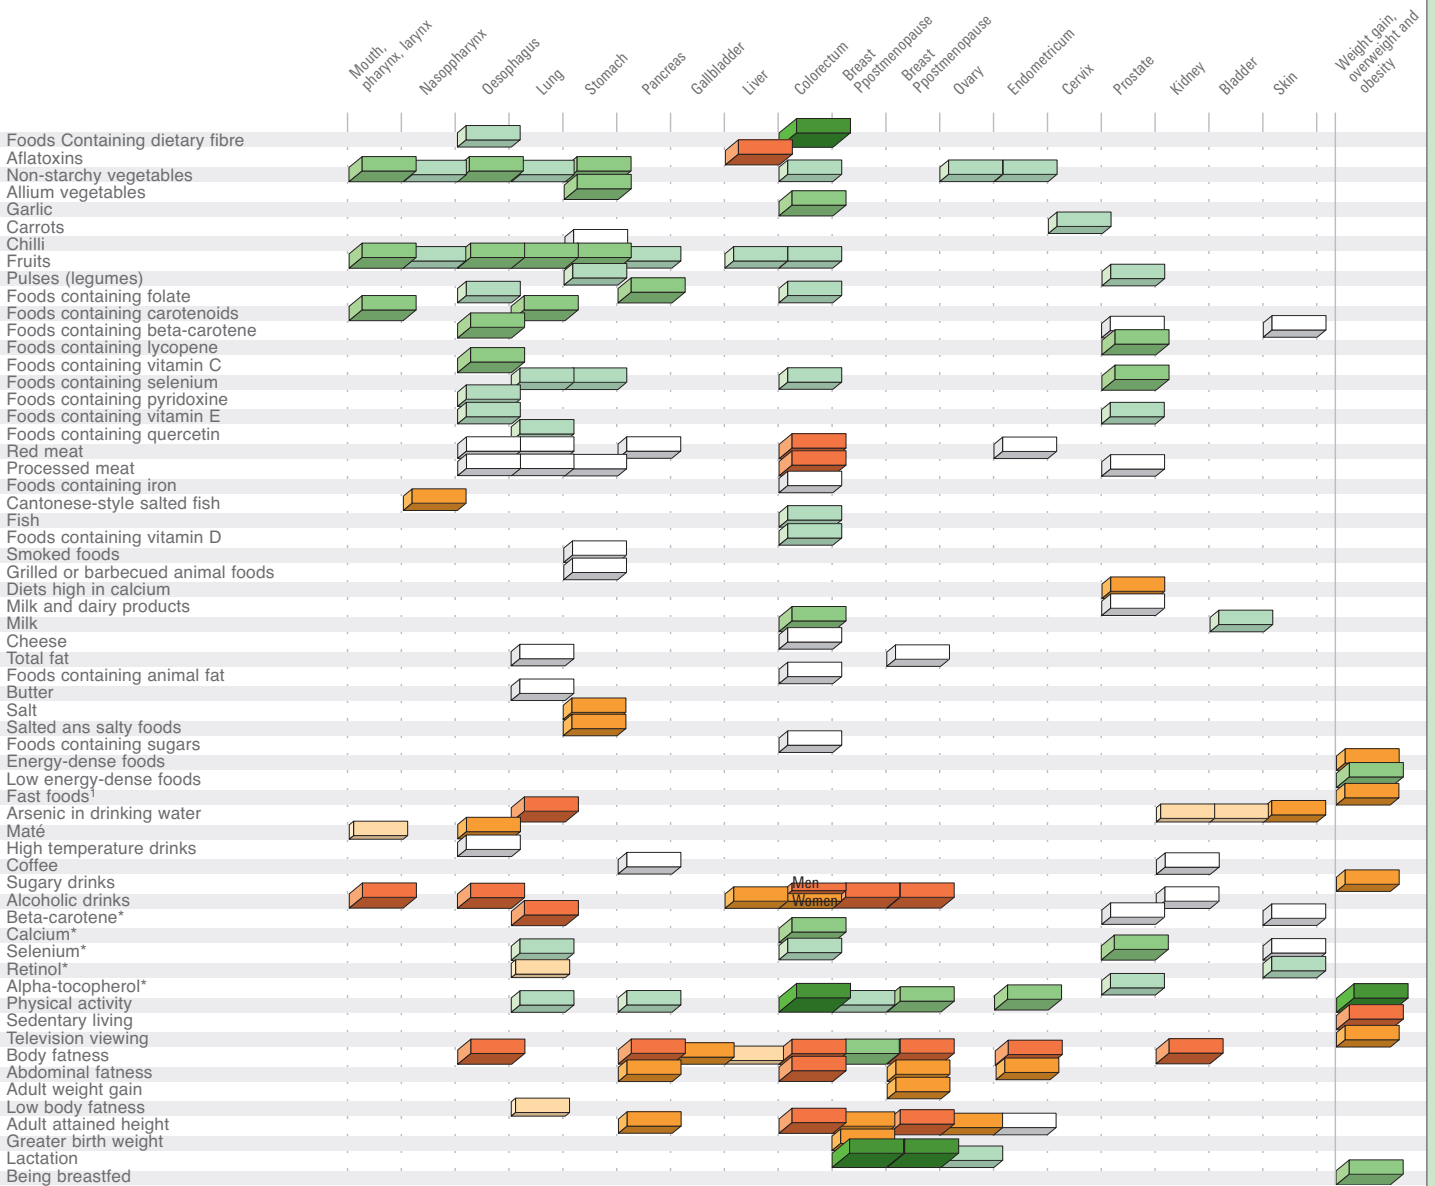 Mouth,
pharynx, larynx
Nasoppharynx
Oesophagus
Lung
Stomach
Pancreas
Gallbladder
Liver
Colorectum
Breast
Ppostmenopause
Breast
Ppostmenopause
Ovary
Endometricum
Cervix
Prostate
Kidney
Bladder
Skin
Weight gain,
overweight and
obesity
Foods Containing dietary fibre
Aflatoxins
Non-starchy vegetables
Allium vegetables
Garlic
Carrots
Chilli
Fruits
Pulses (legumes)
Foods containing folate
Foods containing carotenoids
Foods containing beta-carotene
Foods containing lycopene
Foods containing vitamin C
Foods containing selenium
Foods containing pyridoxine
Foods containing vitamin E
Foods containing quercetin
Red meat
Processed meat
Foods containing iron
Cantonese-style salted fish
Fish
Foods containing vitamin D
Smoked foods
Grilled or barbecued animal foods
Diets high in calcium
Milk and dairy products
Milk
Cheese
Total fat
Foods containing animal fat
Butter
Salt
Salted ans salty foods
Foods containing sugars
Energy-dense foods
Low energy-dense foods
Fast foods¹
Arsenic in drinking water
Maté
High temperature drinks
Coffee
Sugary drinks
Men
Alcoholic drinks
Women
Beta-carotene*
Calcium*
Selenium*
Retinol*
Alpha-tocopherol*
Physical activity
Sedentary living
Television viewing
Body fatness
Abdominal fatness
Adult weight gain
Low body fatness
Adult attained height
Greater birth weight
Lactation
Being breastfed